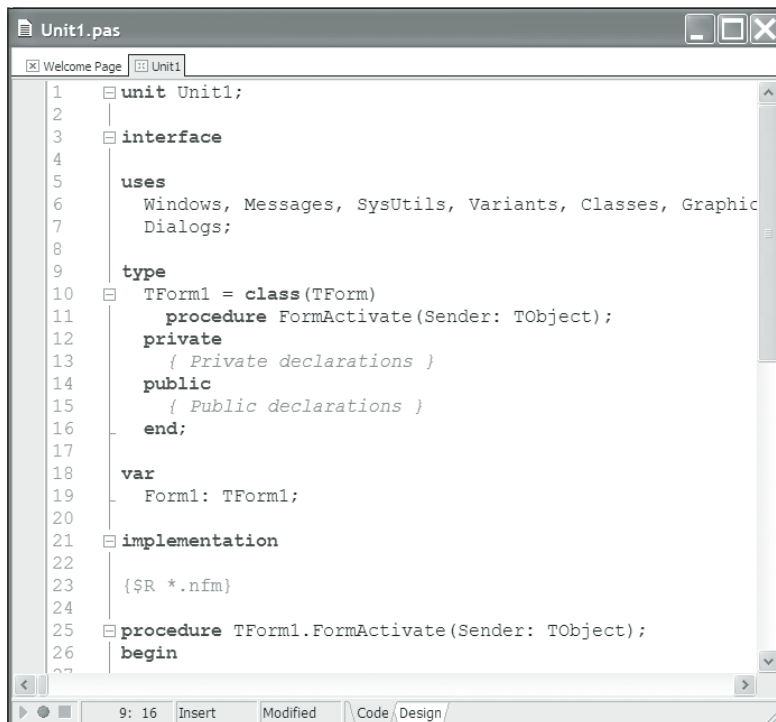 Unit1.pas
Welcome Page Unit1
1 unit Unit1;
2
3 interface
4
5 uses
6 Windows, Messages, SysUtils, Variants, Classes, Graphic
7 Dialogs;
8
9 type
10 TForm1 = class(TForm)
11 procedure FormActivate(Sender: TObject);
12 private
13 { Private declarations }
14 public
15 { Public declarations }
16 end;
17
18 var
19 Form1: TForm1;
20
21 implementation
22
23 {$R *.nfm}
24
25 procedure TForm1.FormActivate(Sender: TObject);
26 begin
9: 16 Insert Modified Code Design